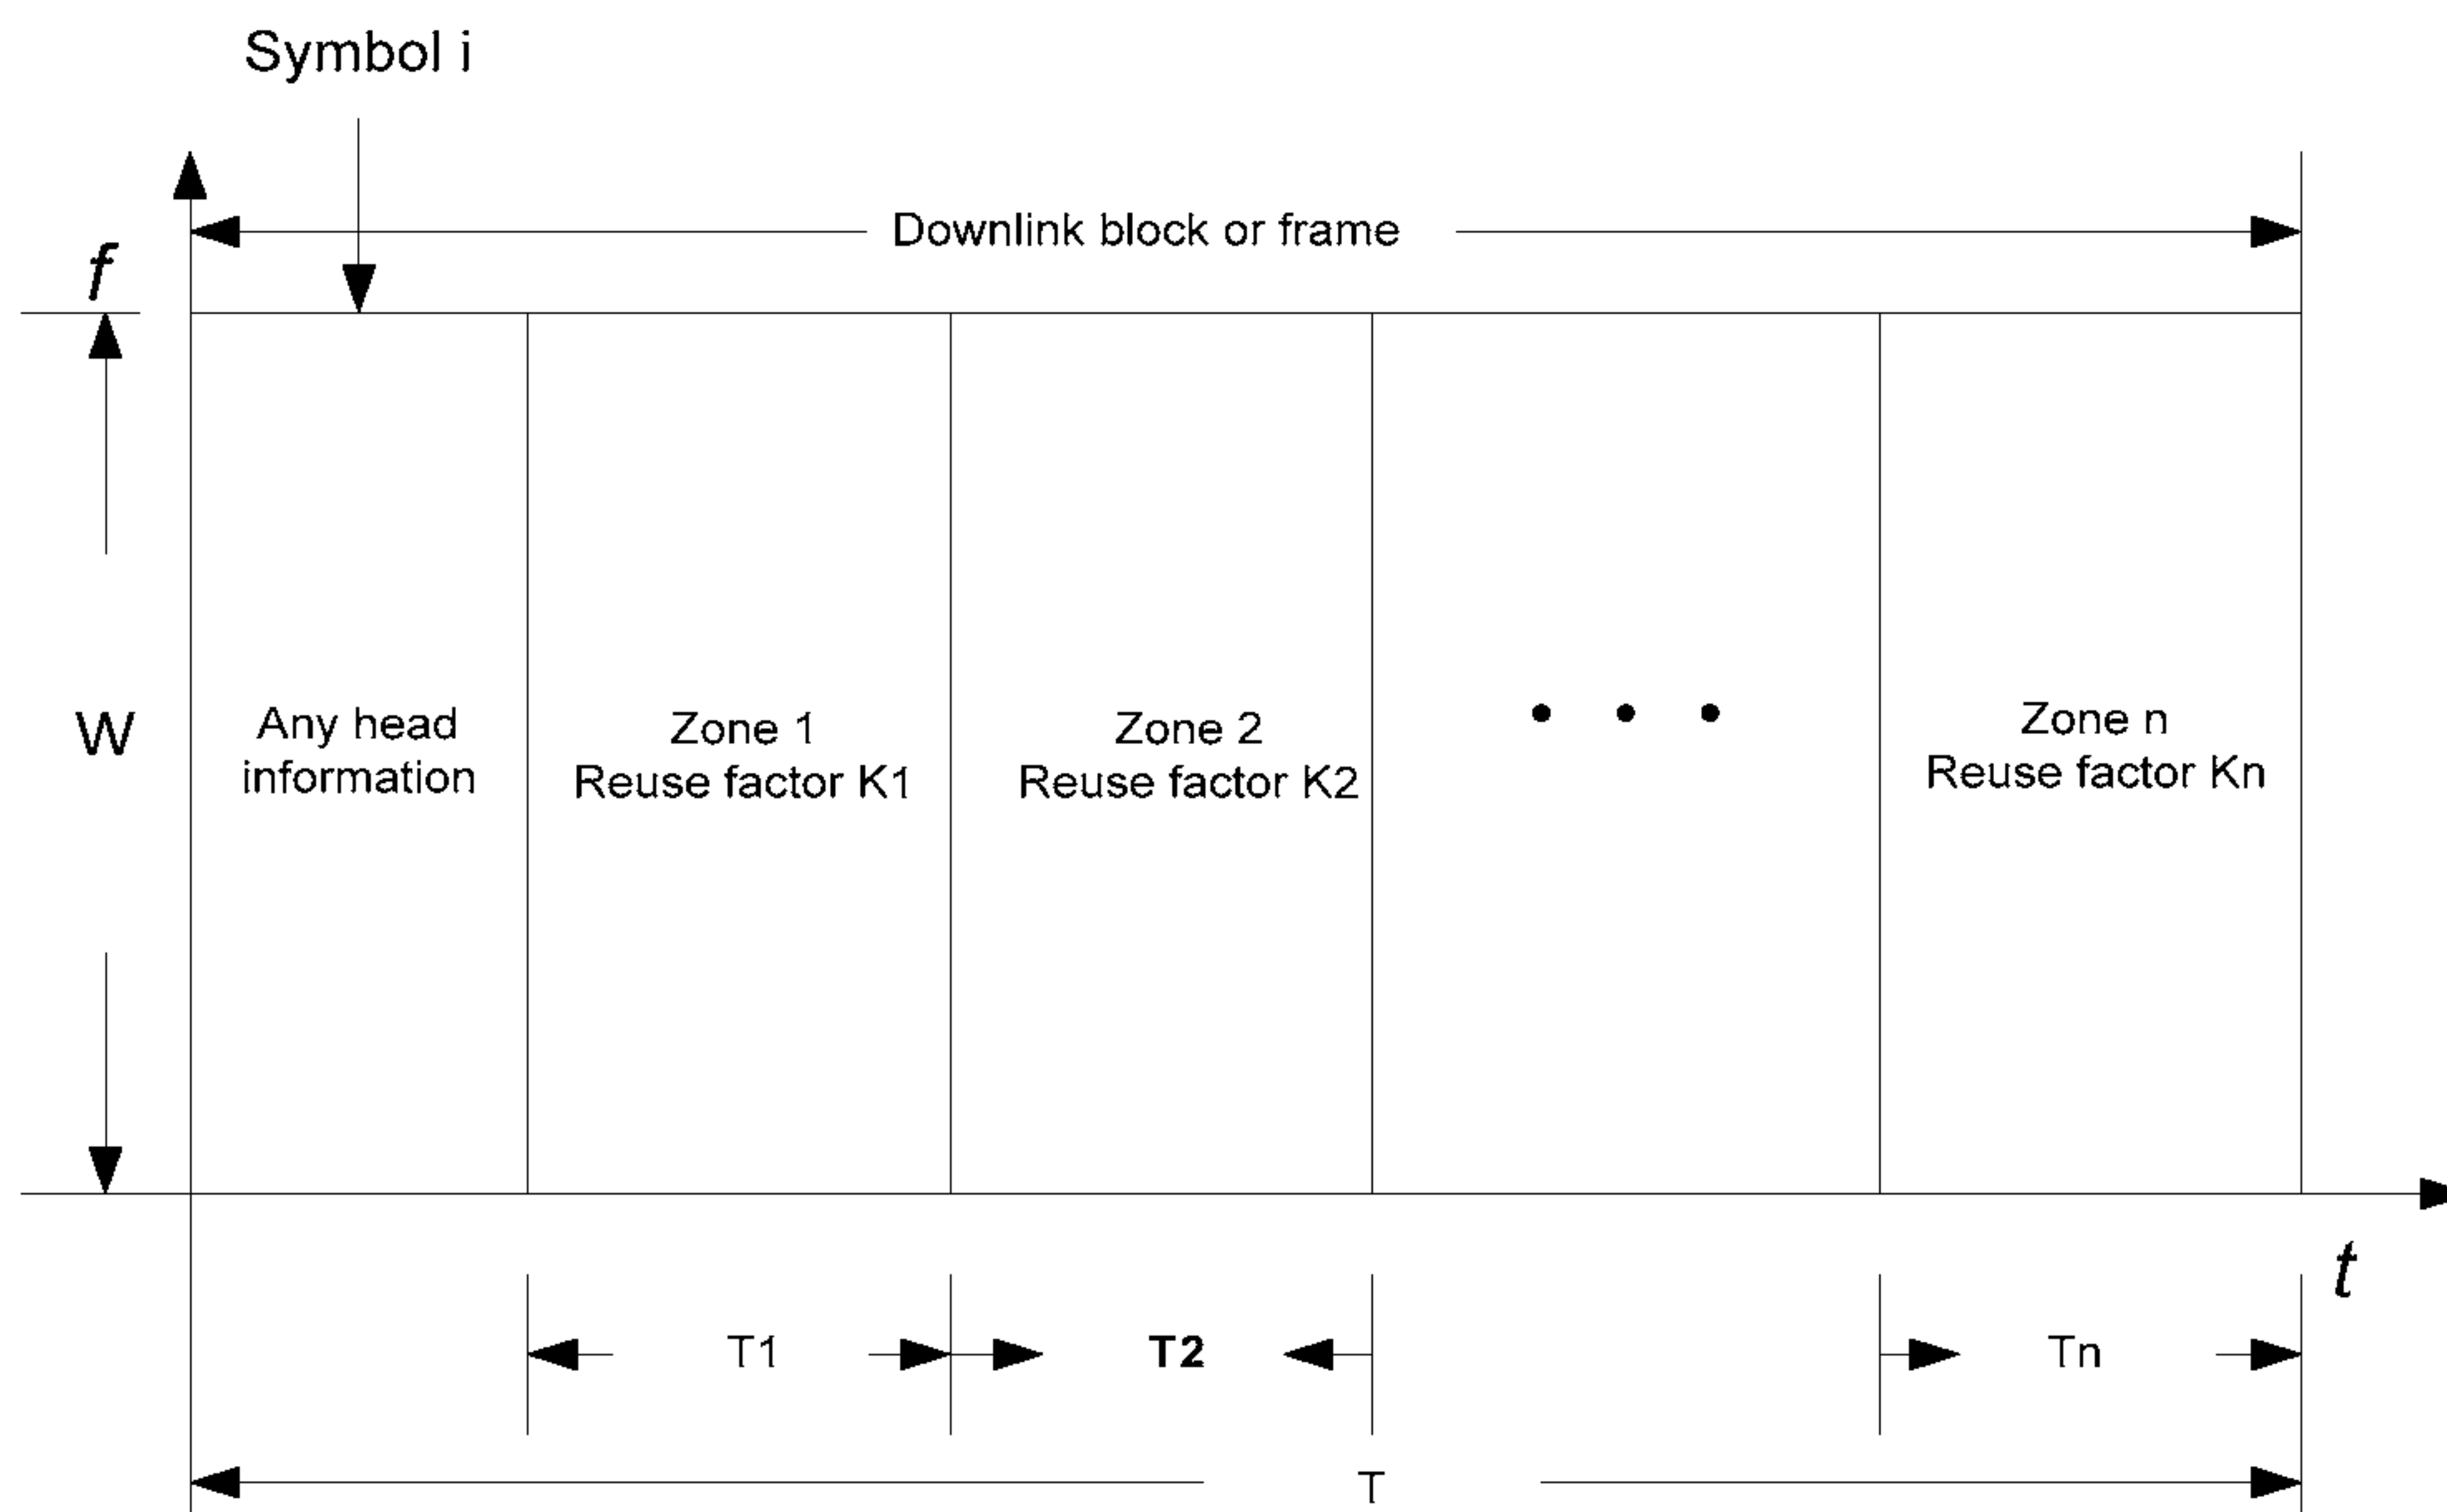 Symbol i
Downlink block or frame
f
W
Any head
information
Zone 1
Reuse factor K1
Zone 2
Reuse factor K2
• • •
Zone n
Reuse factor Kn
t
T1
T2
Tn
T